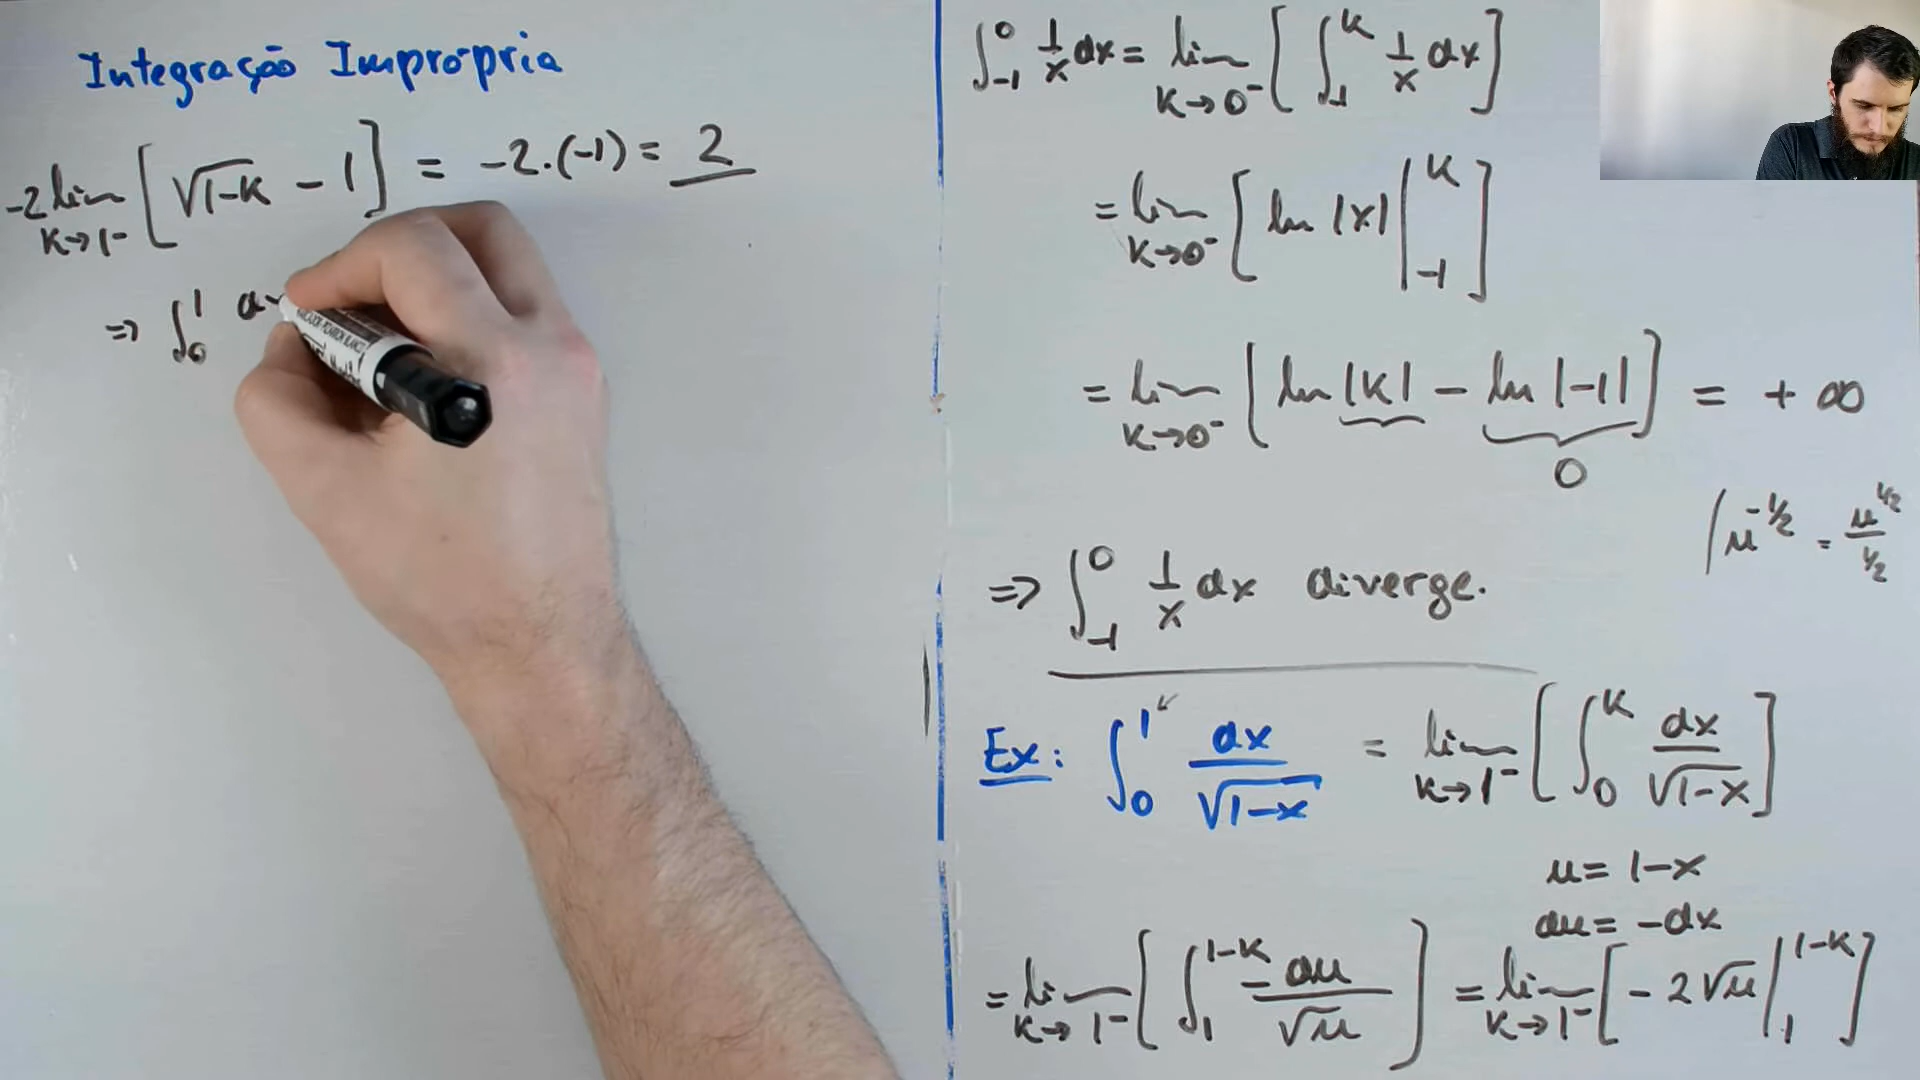 Integração Imprópria
-2 lim K→1⁻ [√1-K - 1] = -2.(-1) = 2
⇒ ∫₀¹ d
∫₋₁⁰ 1/x dx = lim K→0⁻ [∫₋₁ᴷ 1/x dx]
= lim K→0⁻ [ln |x| |₋₁ᴷ]
= lim K→0⁻ [ln |K| - ln |-1|] = + ∞
0
∫u^-1/2 = u^1/2 / 1/2
⇒ ∫₋₁⁰ 1/x dx diverge.
Ex: ∫₀¹ dx/√1-x = lim K→1⁻ [∫₀ᴷ dx/√1-x]
u = 1-x
du = -dx
= lim K→1⁻ [∫₁^1-K -du/√u] = lim K→1⁻ [-2√u |₁^1-K]